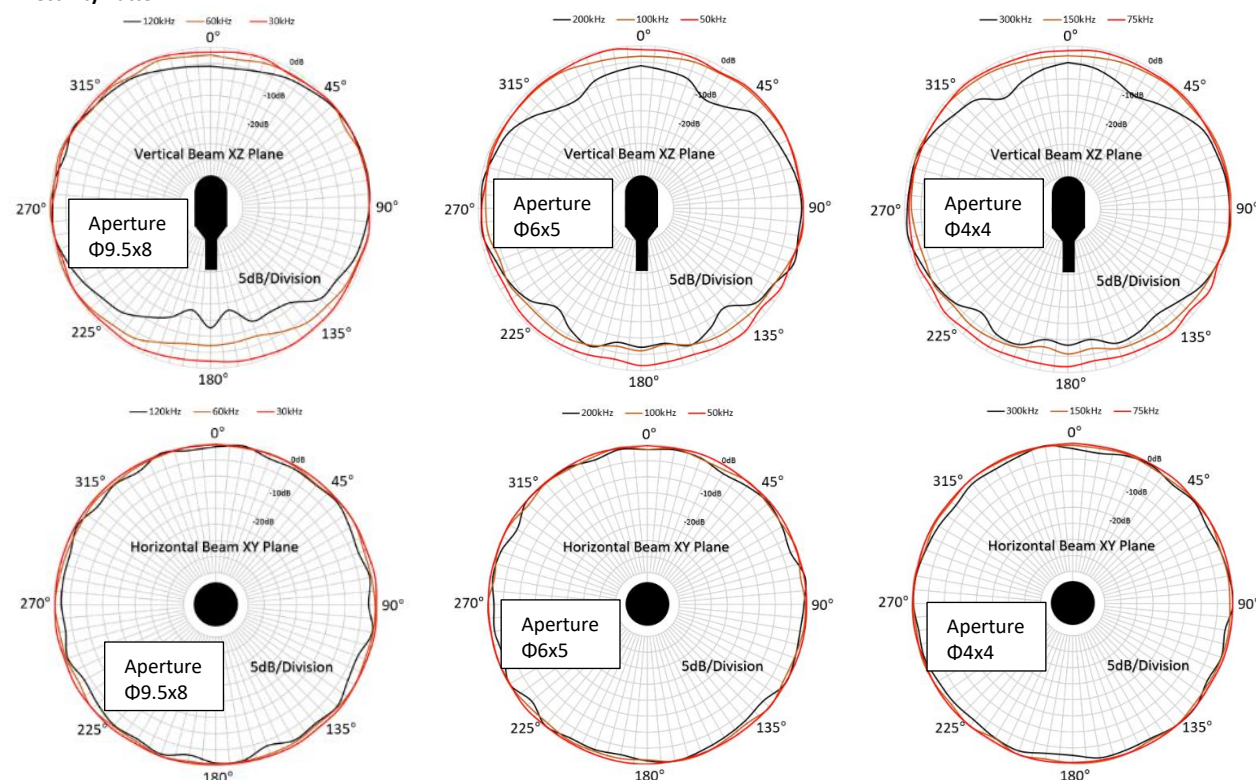 120kHz 60kHz 30kHz
0°
0dB
315° 45°
-10dB
-20dB
Vertical Beam XZ Plane
270° 90°
Aperture
Φ9.5x8
5dB/Division
225° 135°
180°
200kHz 100kHz 50kHz
0°
0dB
315° 45°
-10dB
-20dB
Vertical Beam XZ Plane
270° 90°
Aperture
Φ6x5
5dB/Division
225° 135°
180°
300kHz 150kHz 75kHz
0°
0dB
315° 45°
-10dB
-20dB
Vertical Beam XZ Plane
270° 90°
Aperture
Φ4x4
5dB/Division
225° 135°
180°
120kHz 60kHz 30kHz
0°
0dB
315° 45°
-10dB
-20dB
Horizontal Beam XY Plane
270° 90°
Aperture
Φ9.5x8
5dB/Division
225° 135°
180°
200kHz 100kHz 50kHz
0°
0dB
315° 45°
-10dB
-20dB
Horizontal Beam XY Plane
270° 90°
Aperture
Φ6x5
5dB/Division
225° 135°
180°
300kHz 150kHz 75kHz
0°
0dB
315° 45°
-10dB
-20dB
Horizontal Beam XY Plane
270° 90°
Aperture
Φ4x4
5dB/Division
225° 135°
180°